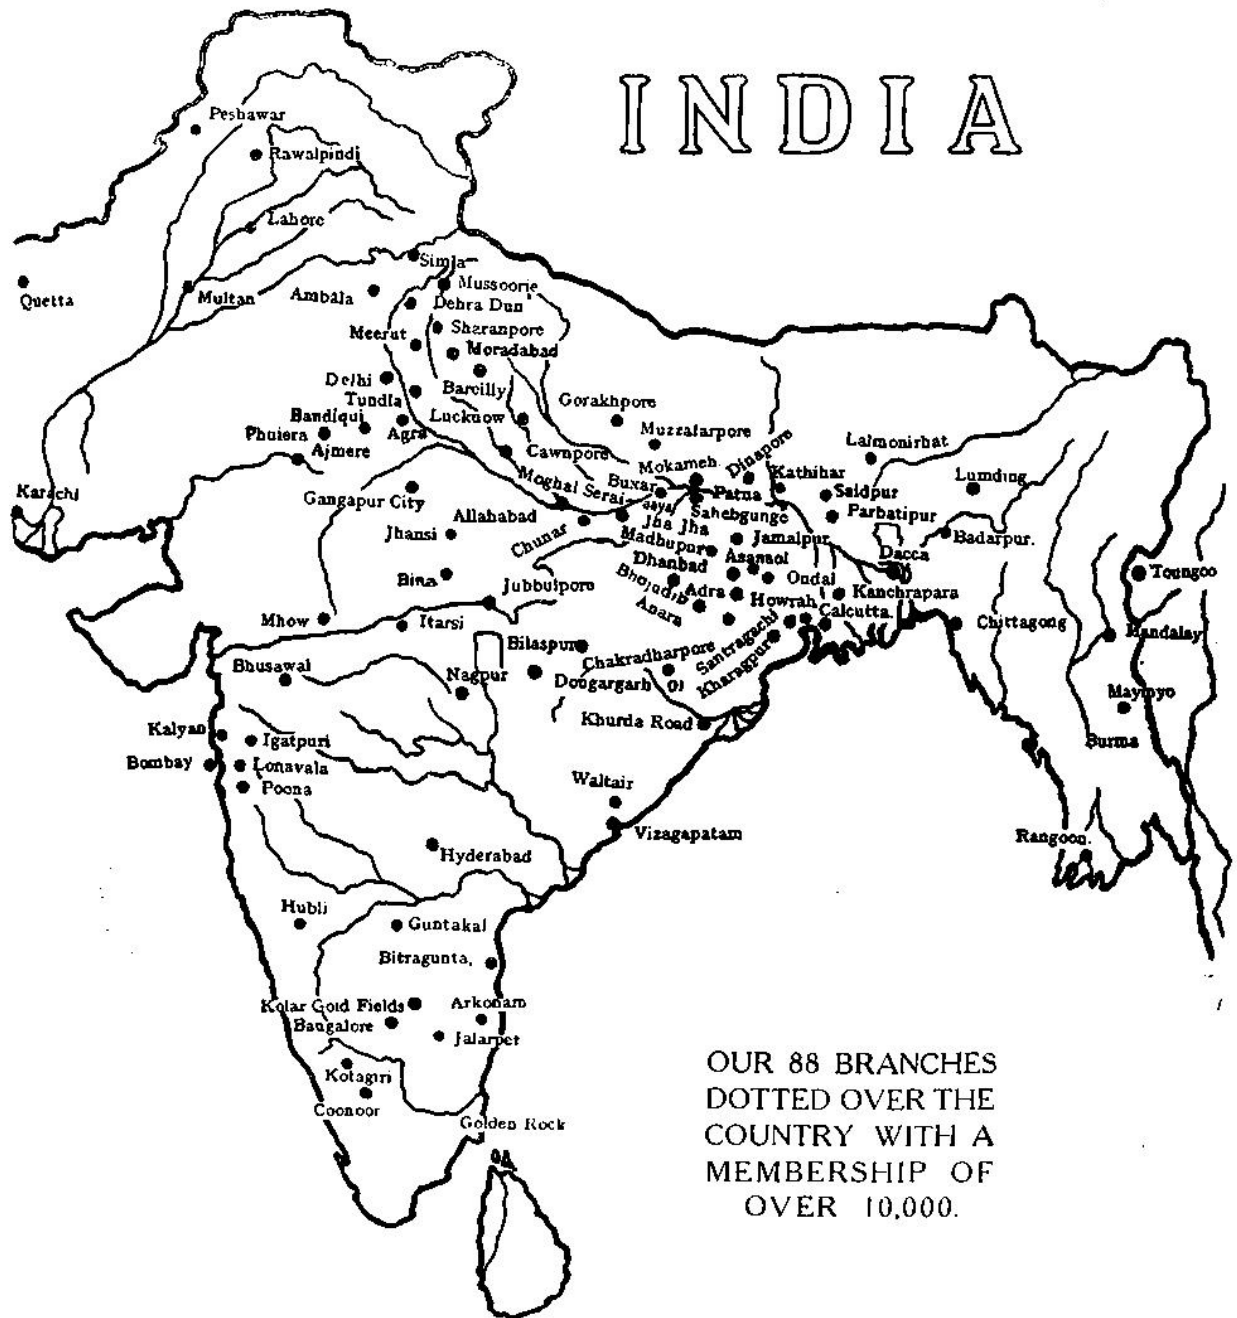 INDIA
Peshawar
Rawalpindi
Lahore
Simla
Quetta
Multan
Ambala
Mussoorie
Dehra Dun
Sharanpore
Meerut
Moradabad
Delhi
Bareilly
Tundla
Gorakhpore
Bandiqui
Lucknow
Phulera
Agra
Muzzafarpore
Ajmere
Cawnpore
Mokameh
Dinapore
Lalmonirhat
Karachi
Gangapur City
Moghal Serai
Buxar
Patna
Kathihar
Saidpur
Lumding
Gaya
Sahebgunge
Parbatipur
Allahabad
Jha Jha
Jhansi
Chunar
Madhupur
Jamalpur
Badarpur.
Dhanbad
Asansol
Dacca
Bina
Bhojudih
Ondal
Toungoo
Jubbulpore
Adra
Kanchrapara
Anara
Howrah
Calcutta.
Mhow
Itarsi
Chittagong
Mandalay
Bilaspur
Santragachi
Bhusawal
Chakradharpore
Kharagpur
Nagpur
Dongargarh
Maymyo
Khurda Road
Kalyan
Igatpuri
Burma
Bombay
Lonavala
Poona
Waltair
Vizagapatam
Rangoon.
Hyderabad
Hubli
Guntakal
Bitragunta,
Kolar Gold Fields
Arkonam
Bangalore
Jalarpet
Kotagiri
Coonoor
Golden Rock
OUR 88 BRANCHES
DOTTED OVER THE
COUNTRY WITH A
MEMBERSHIP OF
OVER 10,000.